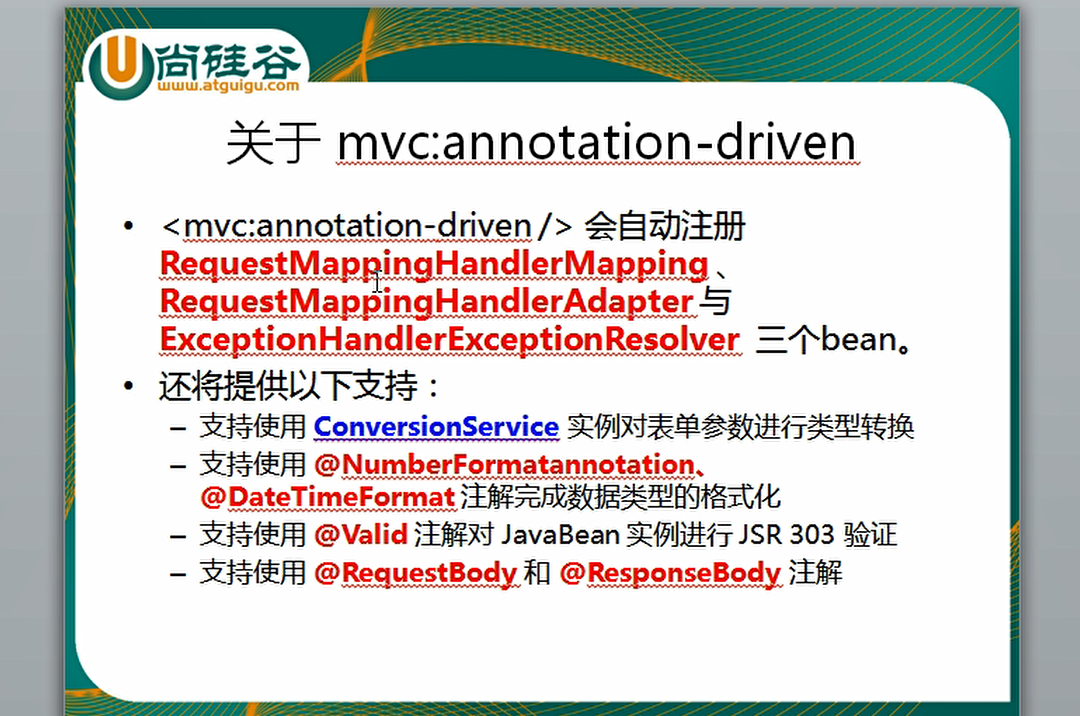 尚硅谷
www.atguigu.com
关于 mvc:annotation-driven
• <mvc:annotation-driven /> 会自动注册
RequestMappingHandlerMapping 、
RequestMappingHandlerAdapter 与
ExceptionHandlerExceptionResolver 三个bean。
• 还将提供以下支持：
– 支持使用 ConversionService 实例对表单参数进行类型转换
– 支持使用 @NumberFormatannotation、
@DateTimeFormat 注解完成数据类型的格式化
– 支持使用 @Valid 注解对 JavaBean 实例进行 JSR 303 验证
– 支持使用 @RequestBody 和 @ResponseBody 注解